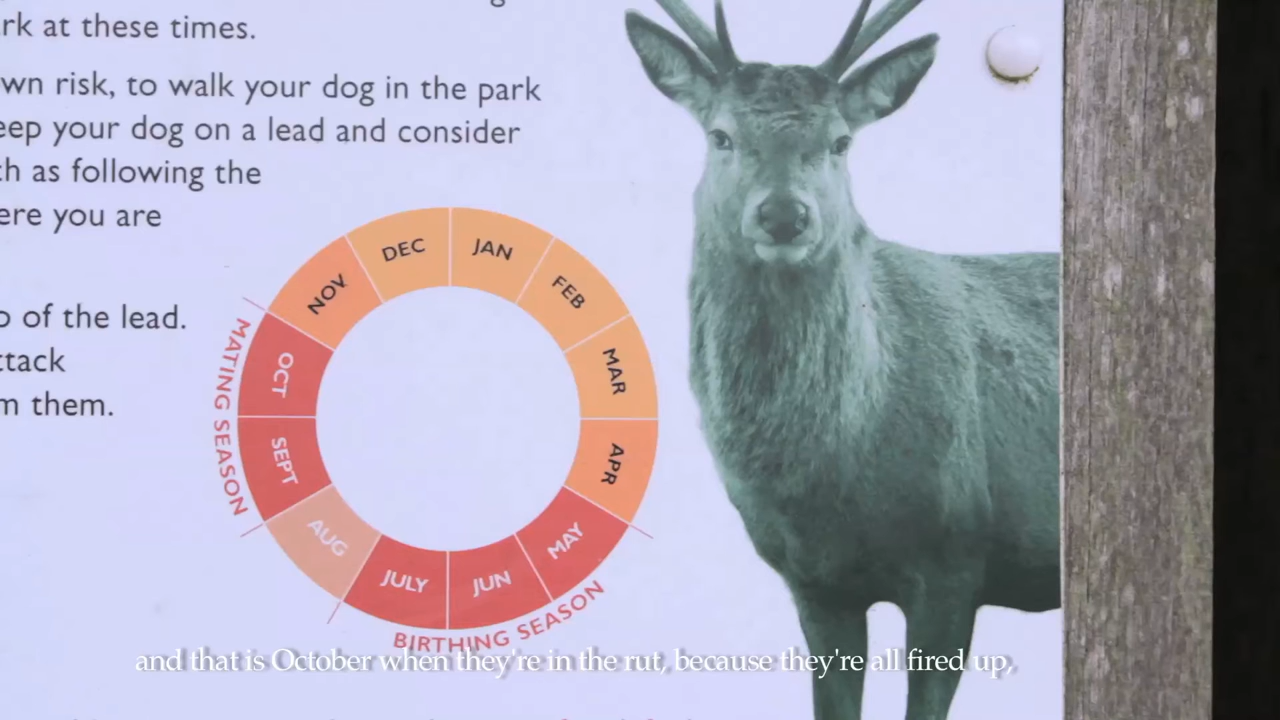 rk at these times.
wn risk, to walk your dog in the park
eep your dog on a lead and consider
h as following the
ere you are
o of the lead.
ttack
m them.
DEC
JAN
NOV
FEB
OCT
MAR
SEPT
APR
AUG
MAY
JULY
JUN
MATING SEASON
BIRTHING SEASON
and that is October when they're in the rut, because they're all fired up,